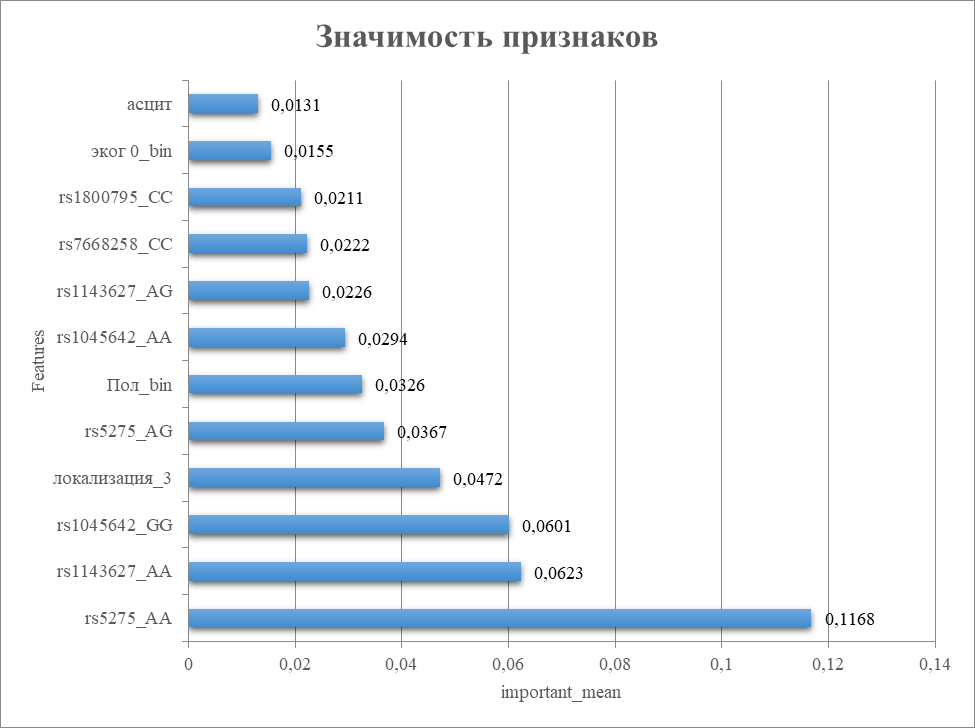 Значимость признаков
асцит
0,0131
эког 0_bin
0,0155
rs1800795_CC
0,0211
rs7668258_CC
0,0222
rs1143627_AG
0,0226
rs1045642_AA
0,0294
Пол_bin
0,0326
rs5275_AG
0,0367
локализация_3
0,0472
rs1045642_GG
0,0601
rs1143627_AA
0,0623
rs5275_AA
0,1168
Features
0 0,02 0,04 0,06 0,08 0,1 0,12 0,14
important_mean